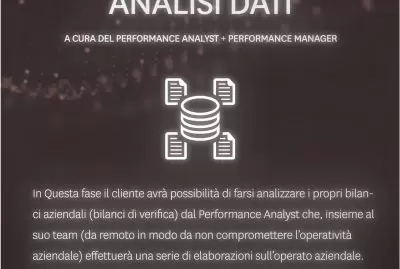 ANALISI DATI
A CURA DEL PERFORMANCE ANALYST + PERFORMANCE MANAGER
In Questa fase il cliente avrà possibilità di farsi analizzare i propri bilan-
ci aziendali (bilanci di verifica) dal Performance Analyst che, insieme al
suo team (da remoto in modo da non compromettere l'operatività
aziendale) effettuerà una serie di elaborazioni sull'operato aziendale.